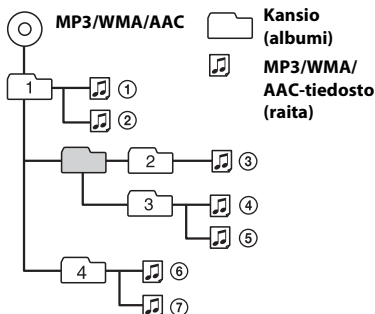 MP3/WMA/AAC
Kansio
(albumi)
MP3/WMA/
AAC-tiedosto
(raita)
1
①
②
2
③
3
④
⑤
4
⑥
⑦